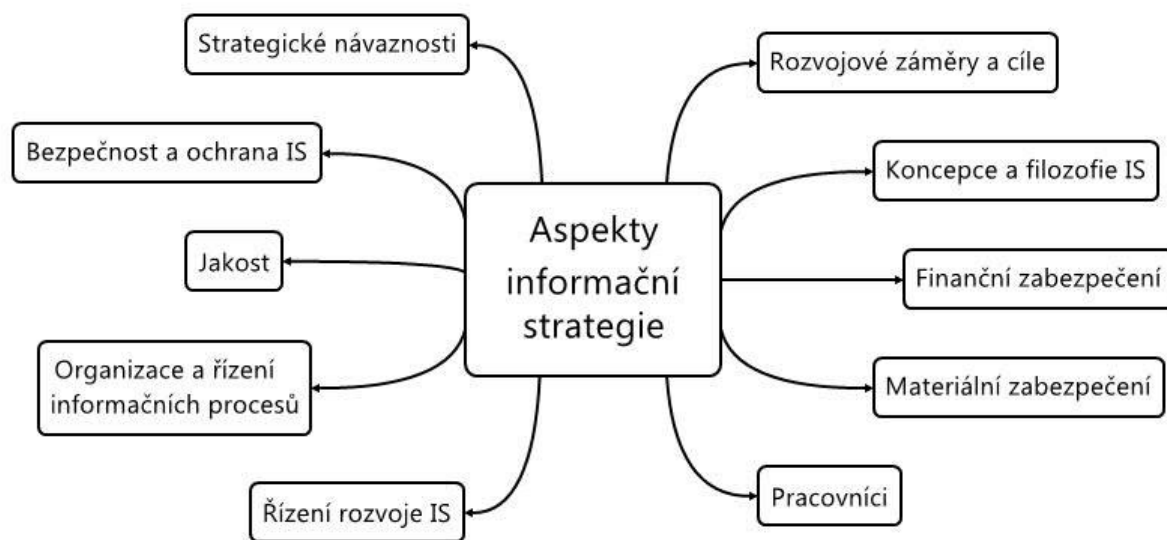 Strategické návaznosti
Rozvojové záměry a cíle
Bezpečnost a ochrana IS
Koncepce a filozofie IS
Aspekty
informační
strategie
Jakost
Finanční zabezpečení
Organizace a řízení
informačních procesů
Materiální zabezpečení
Řízení rozvoje IS
Pracovníci